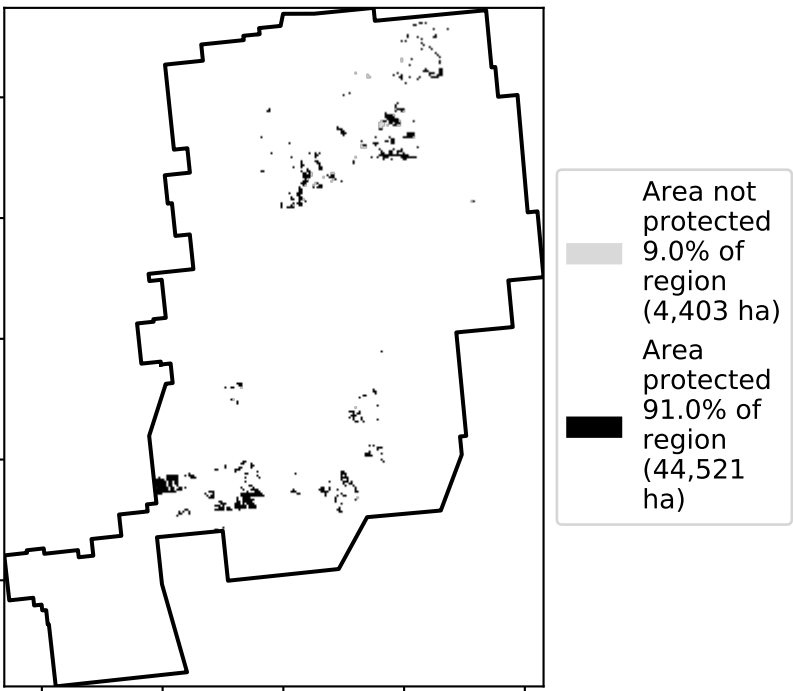 Area not
protected
9.0% of
region
(4,403 ha)
Area
protected
91.0% of
region
(44,521
ha)